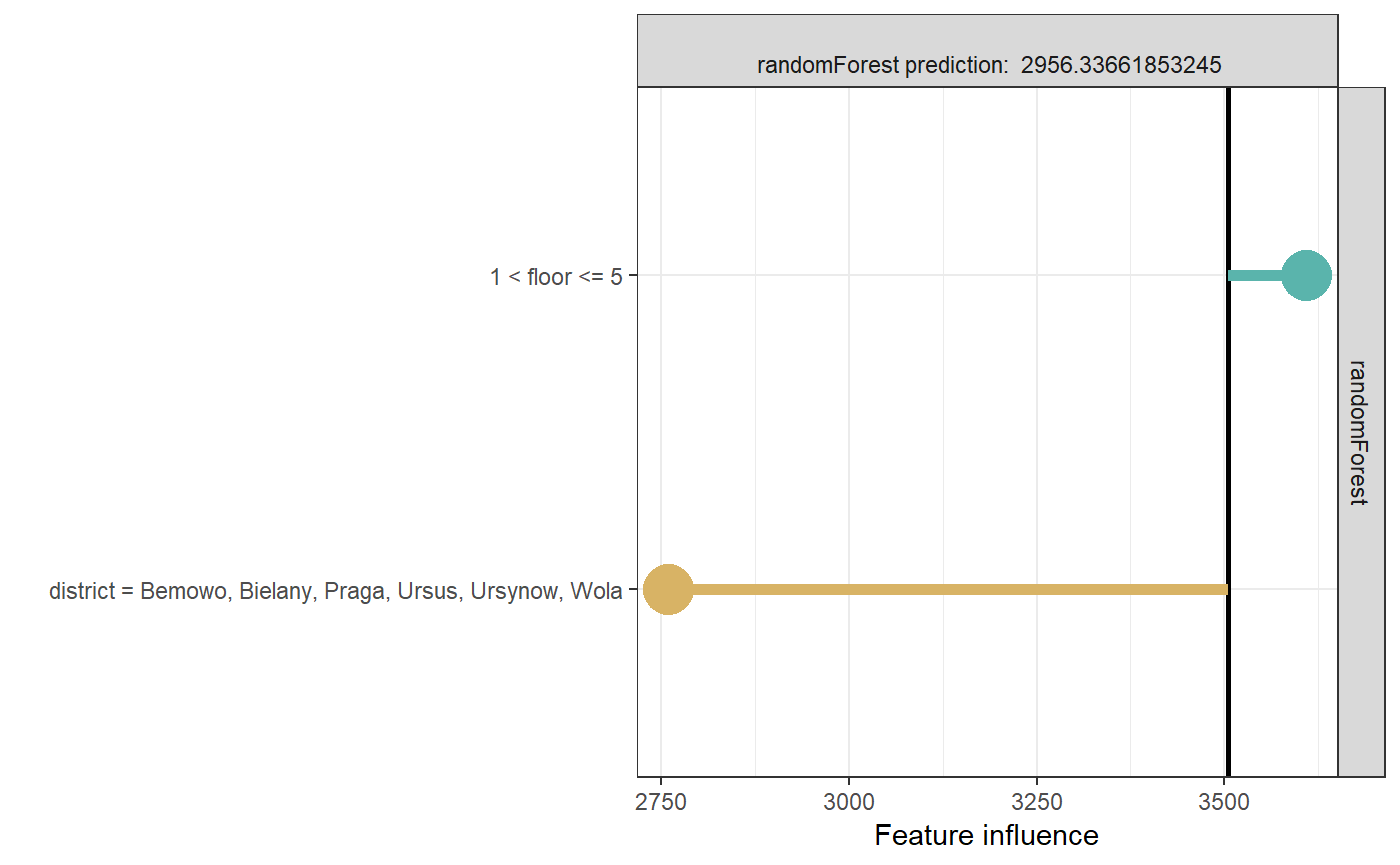 randomForest prediction:  2956.33661853245
1 < floor <= 5
randomForest
district = Bemowo, Bielany, Praga, Ursus, Ursynow, Wola
2750 3000 3250 3500
Feature influence